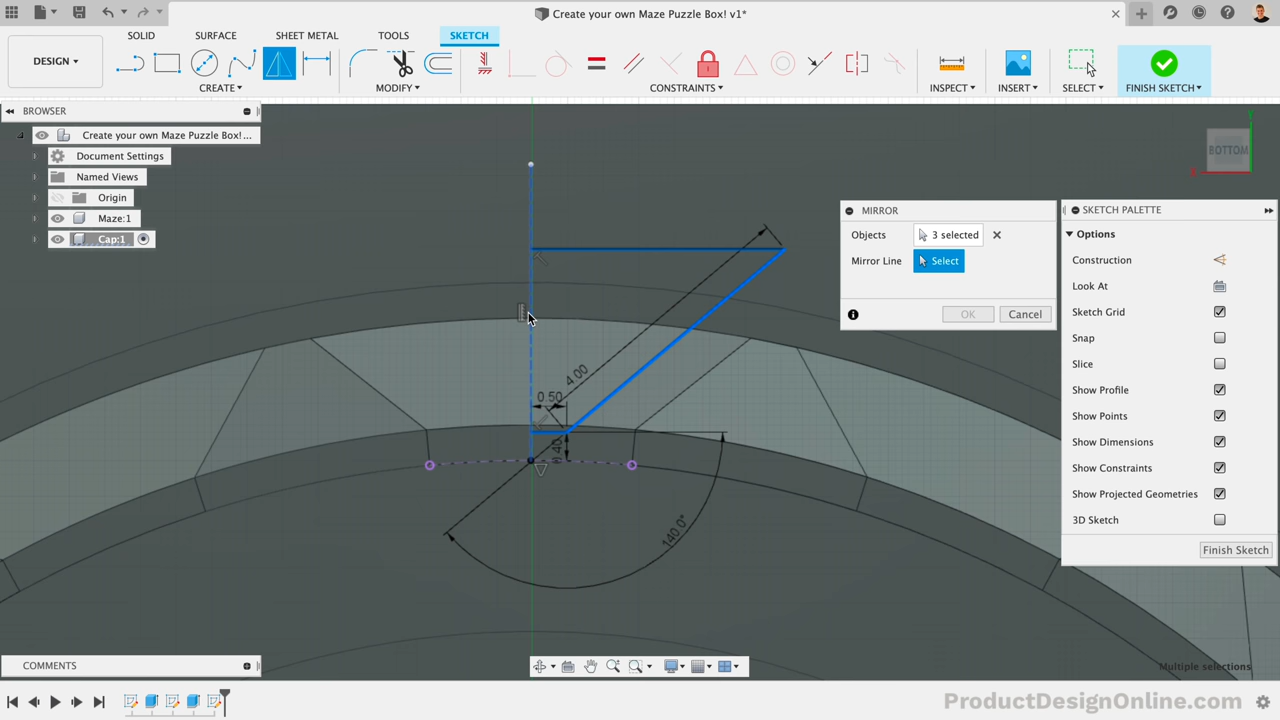 Create your own Maze Puzzle Box! v1*
SOLID
SURFACE
SHEET METAL
TOOLS
SKETCH
DESIGN
CREATE
MODIFY
CONSTRAINTS
INSPECT
INSERT
SELECT
FINISH SKETCH
BROWSER
Create your own Maze Puzzle Box!...
Document Settings
Named Views
Origin
Maze:1
Cap:1
Y
BOTTOM
X
MIRROR
Objects
3 selected
Mirror Line
Select
OK
Cancel
SKETCH PALETTE
Options
Construction
Look At
Sketch Grid
Snap
Slice
Show Profile
Show Points
Show Dimensions
Show Constraints
Show Projected Geometries
3D Sketch
Finish Sketch
4.00
0.50
0.40
140.0°
COMMENTS
Multiple selections
ProductDesignOnline.com